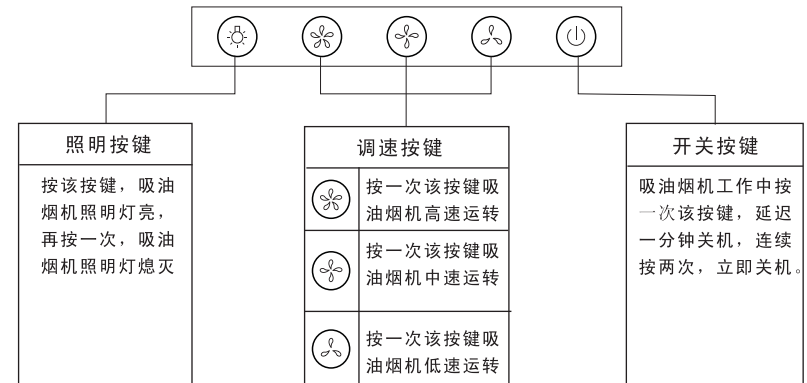 照明按键
按该按键，吸油
烟机照明灯亮，
再按一次，吸油
烟机照明灯熄灭
调速按键
按一次该按键吸
油烟机高速运转
按一次该按键吸
油烟机中速运转
按一次该按键吸
油烟机低速运转
开关按键
吸油烟机工作中按
一次该按键，延迟
一分钟关机，连续
按两次，立即关机。